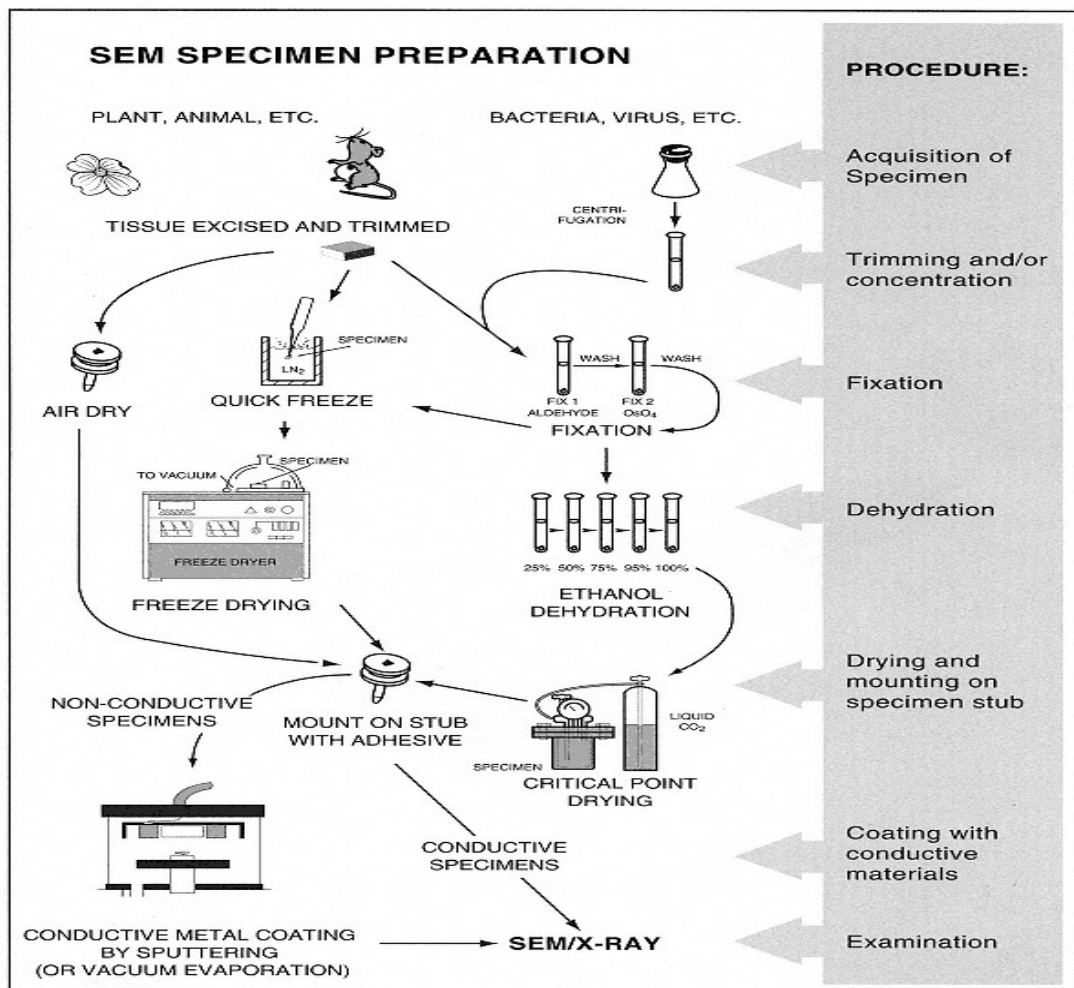 SEM SPECIMEN PREPARATION
PROCEDURE:
PLANT, ANIMAL, ETC.
BACTERIA, VIRUS, ETC.
Acquisition of
Specimen
CENTRI-
FUGATION
TISSUE EXCISED AND TRIMMED
Trimming and/or
concentration
SPECIMEN
LN2
WASH
WASH
FIX 1
ALDEHYDE
FIX 2
OsO4
Fixation
AIR DRY
QUICK FREEZE
FIXATION
TO VACUUM
SPECIMEN
FREEZE DRYER
Dehydration
25% 50% 75% 95% 100%
FREEZE DRYING
ETHANOL
DEHYDRATION
Drying and
mounting on
specimen stub
NON-CONDUCTIVE
SPECIMENS
MOUNT ON STUB
WITH ADHESIVE
LIQUID
CO2
SPECIMEN
CRITICAL POINT
DRYING
CONDUCTIVE
SPECIMENS
Coating with
conductive
materials
CONDUCTIVE METAL COATING
BY SPUTTERING
(OR VACUUM EVAPORATION)
SEM/X-RAY
Examination